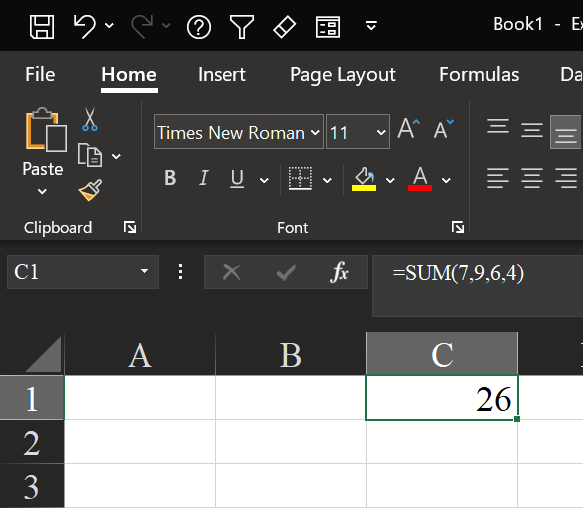 Book1 - E
File Home Insert Page Layout Formulas Da
Paste
Times New Roman 11 A A
B I U A
Clipboard Font
C1 fx =SUM(7,9,6,4)
A B C
1 26
2
3